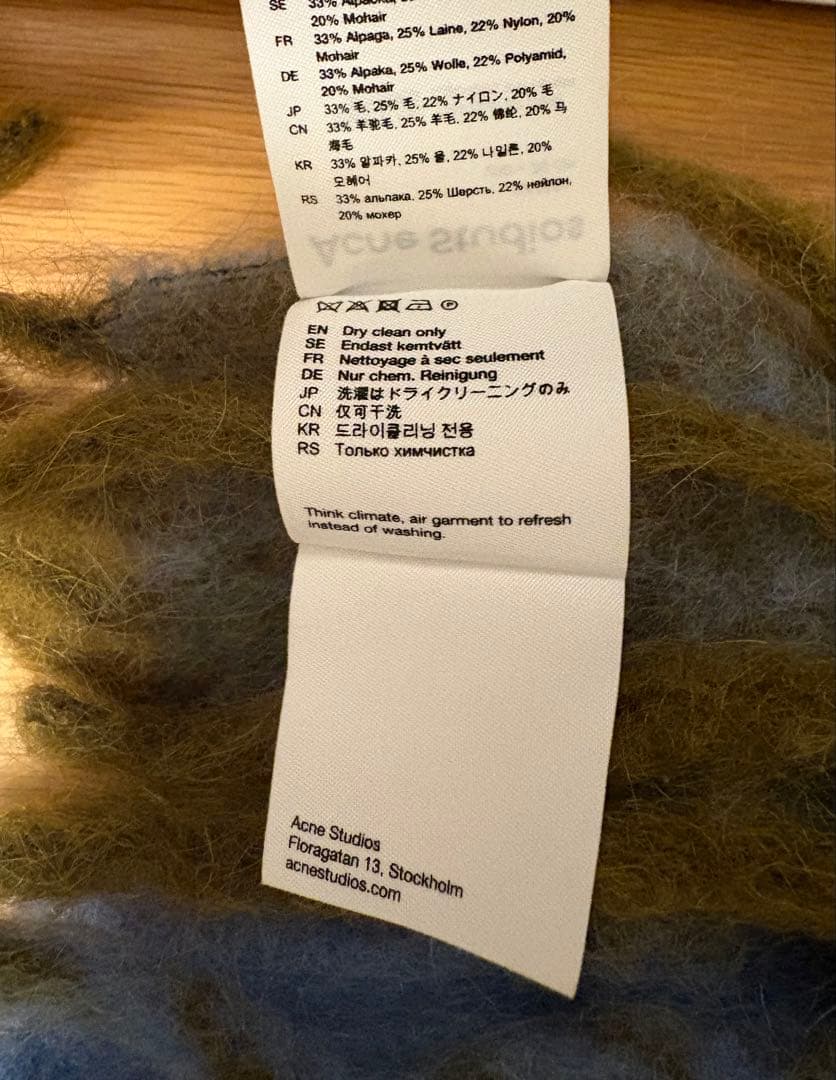 SE 33% Alpacka,
20% Mohair
FR 33% Alpaga, 25% Laine, 22% Nylon, 20%
Mohair
DE 33% Alpaka, 25% Wolle, 22% Polyamid,
20% Mohair
JP 33% 毛, 25% 毛, 22% ナイロン, 20% 毛
CN 33% 羊驼毛, 25% 羊毛, 22% 锦纶, 20% 马
海毛
KR 33% 알파카, 25% 울, 22% 나일론, 20%
모헤어
RS 33% альпака, 25% Шерсть, 22% нейлон,
20% мохер
Acne Studios
EN Dry clean only
SE Endast kemtvätt
FR Nettoyage à sec seulement
DE Nur chem. Reinigung
JP 洗濯はドライクリーニングのみ
CN 仅可干洗
KR 드라이클리닝 전용
RS Только химчистка
Think climate, air garment to refresh
instead of washing.
Acne Studios
Floragatan 13, Stockholm
acnestudios.com